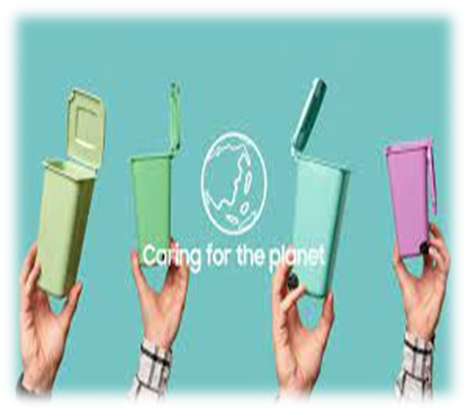 Caring for the planet